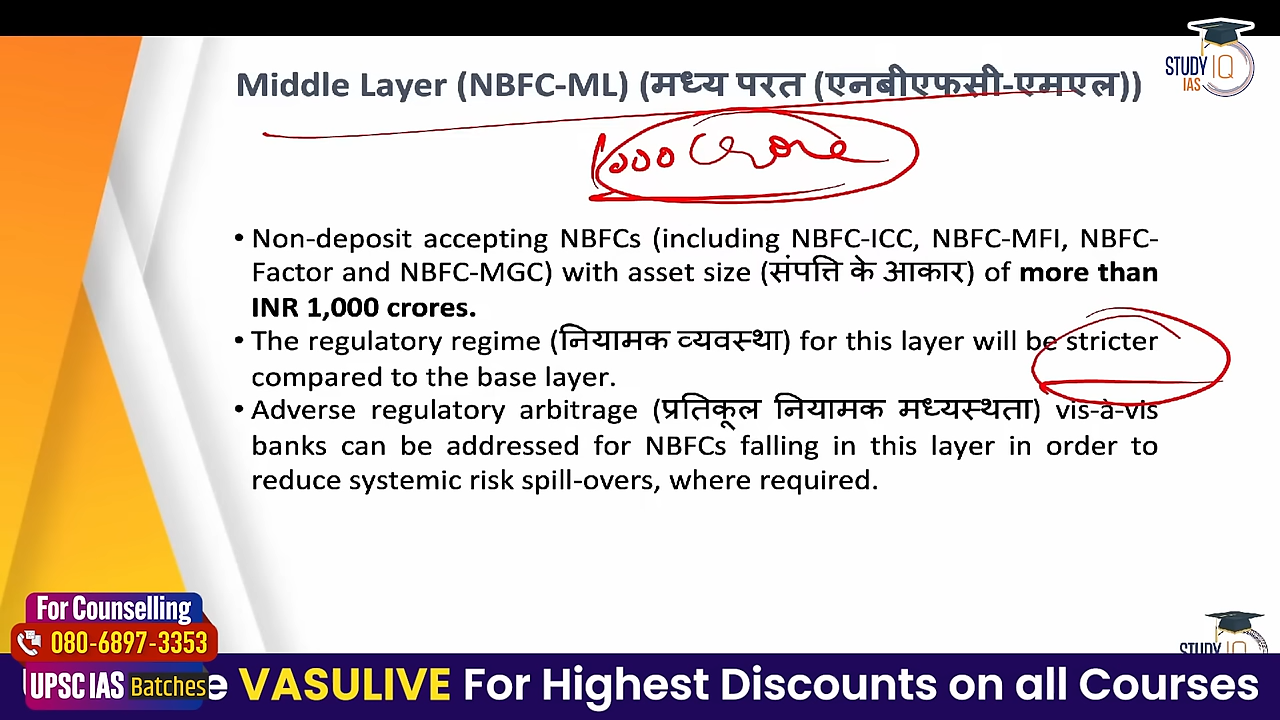 STUDY IQ
IAS
Middle Layer (NBFC-ML) (मध्य परत (एनबीएफसी-एमएल))
1000 Crore
• Non-deposit accepting NBFCs (including NBFC-ICC, NBFC-MFI, NBFC-
Factor and NBFC-MGC) with asset size (संपत्ति के आकार) of more than
INR 1,000 crores.
• The regulatory regime (नियामक व्यवस्था) for this layer will be stricter
compared to the base layer.
• Adverse regulatory arbitrage (प्रतिकूल नियामक मध्यस्थता) vis-à-vis
banks can be addressed for NBFCs falling in this layer in order to
reduce systemic risk spill-overs, where required.
For Counselling
080-6897-3353
STUDY IQ
UPSC IAS Batches
e VASULIVE For Highest Discounts on all Courses